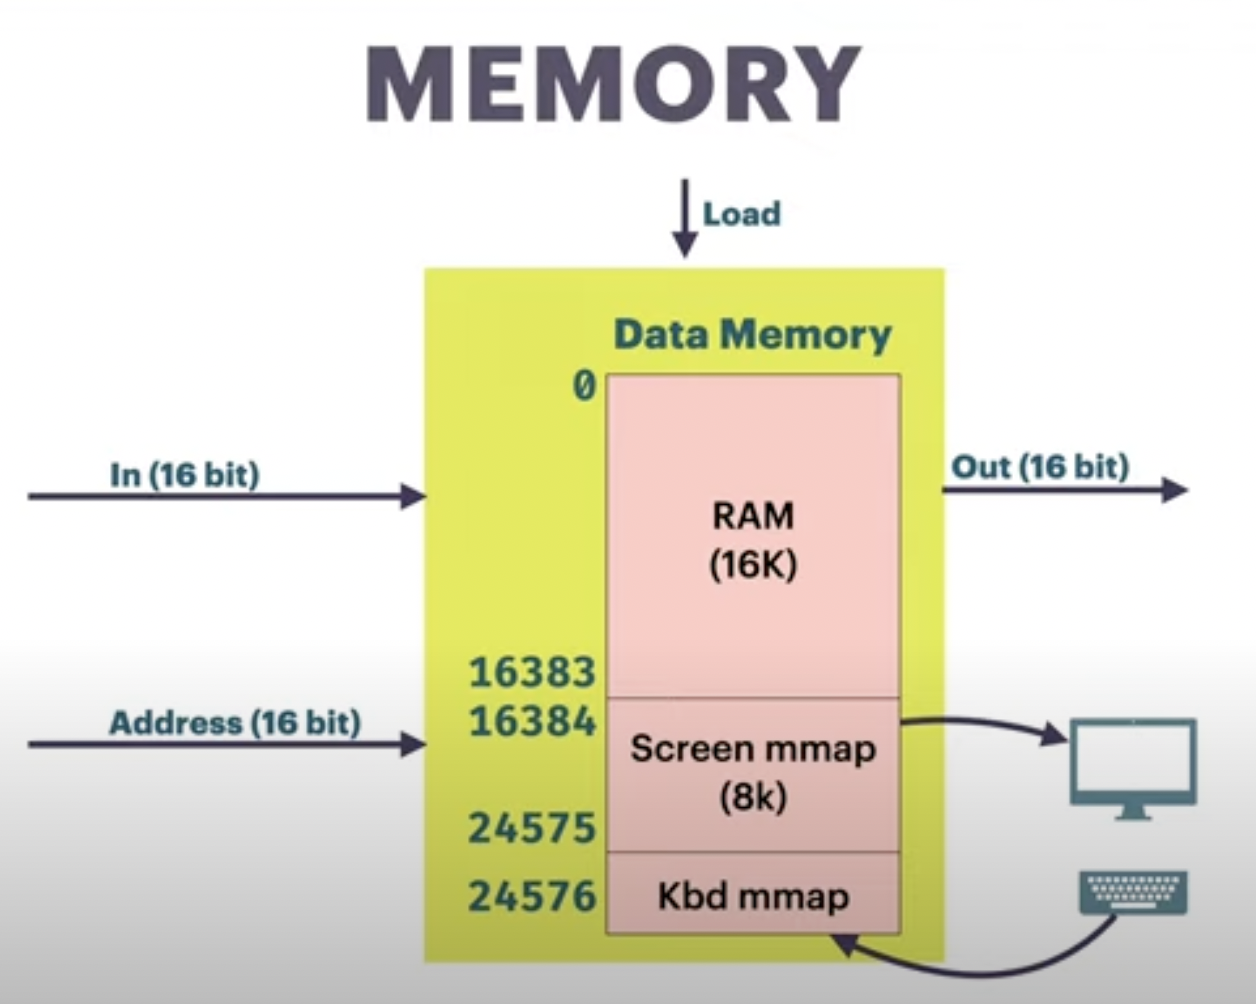 MEMORY
Load
Data Memory
0
In (16 bit)
Out (16 bit)
RAM
(16K)
16383
Address (16 bit)
16384
Screen mmap
(8k)
24575
24576
Kbd mmap